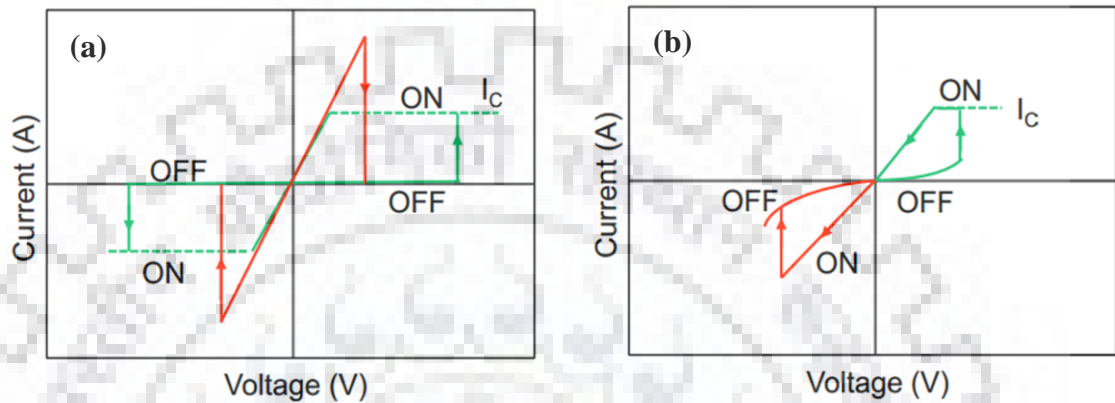 (a)
ON
I_C
OFF
OFF
ON
Current (A)
Voltage (V)
(b)
ON
I_C
OFF
OFF
ON
Current (A)
Voltage (V)